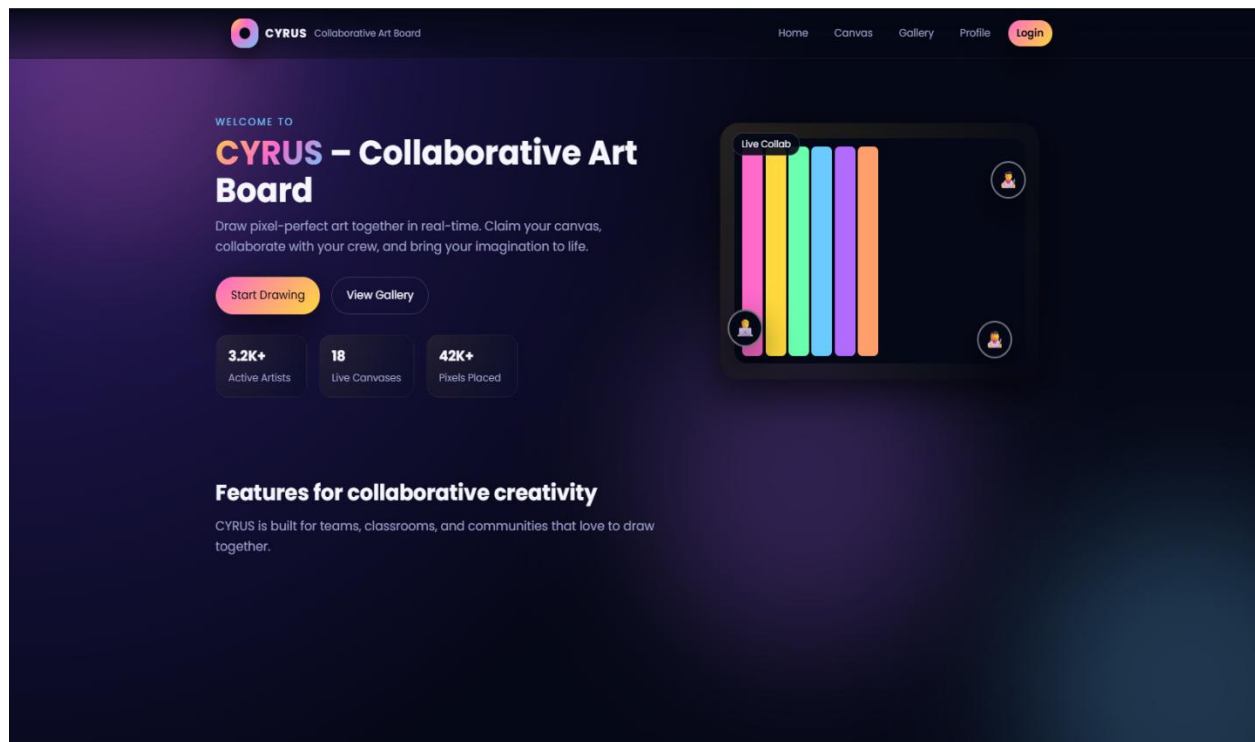 CYRUS Collaborative Art Board
Home Canvas Gallery Profile Login
WELCOME TO
CYRUS – Collaborative Art
Board
Draw pixel-perfect art together in real-time. Claim your canvas,
collaborate with your crew, and bring your imagination to life.
Start Drawing View Gallery
3.2K+ 18 42K+
Active Artists Live Canvases Pixels Placed
Live Collab
Features for collaborative creativity
CYRUS is built for teams, classrooms, and communities that love to draw
together.